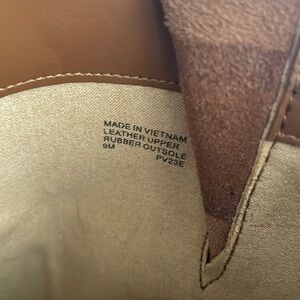 MADE IN VIETNAM
LEATHER UPPER
RUBBER OUTSOLE
9M PV23E